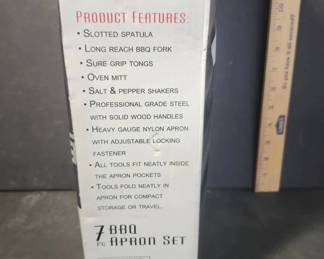 PRODUCT FEATURES:
• SLOTTED SPATULA
• LONG REACH BBQ FORK
• SURE GRIP TONGS
• OVEN MITT
• SALT & PEPPER SHAKERS
• PROFESSIONAL GRADE STEEL
WITH SOLID WOOD HANDLES
• HEAVY GAUGE NYLON APRON
WITH ADJUSTABLE LOCKING
FASTENER
• ALL TOOLS FIT NEATLY INSIDE
THE APRON POCKETS
• TOOLS FOLD NEATLY IN
APRON FOR COMPACT
STORAGE OR TRAVEL.
7 BBQ
PC APRON SET